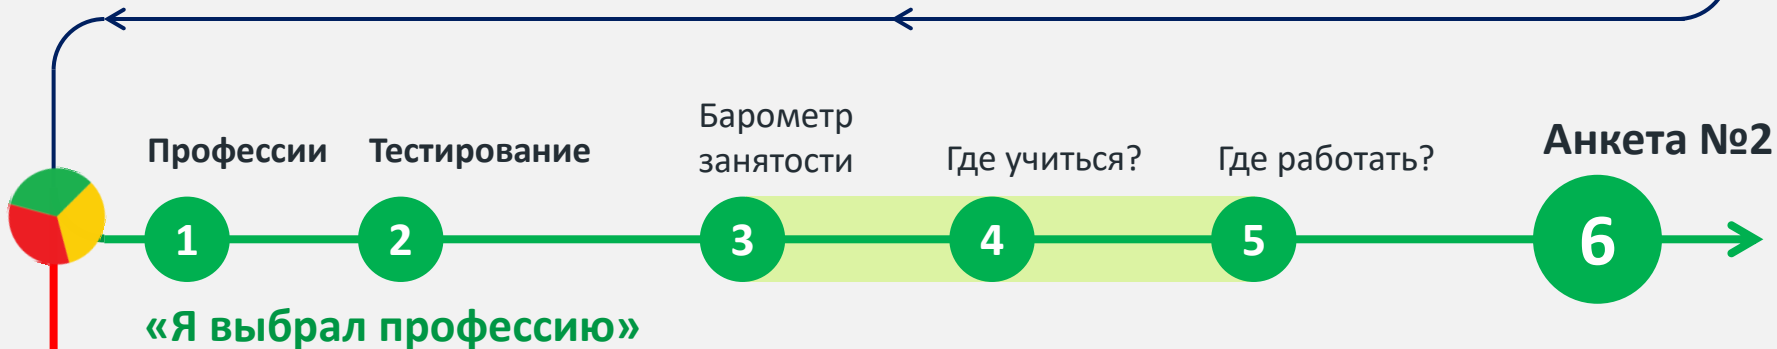 Профессии
Тестирование
Барометр
занятости
Где учиться?
Где работать?
Анкета №2
1
2
3
4
5
6
«Я выбрал профессию»